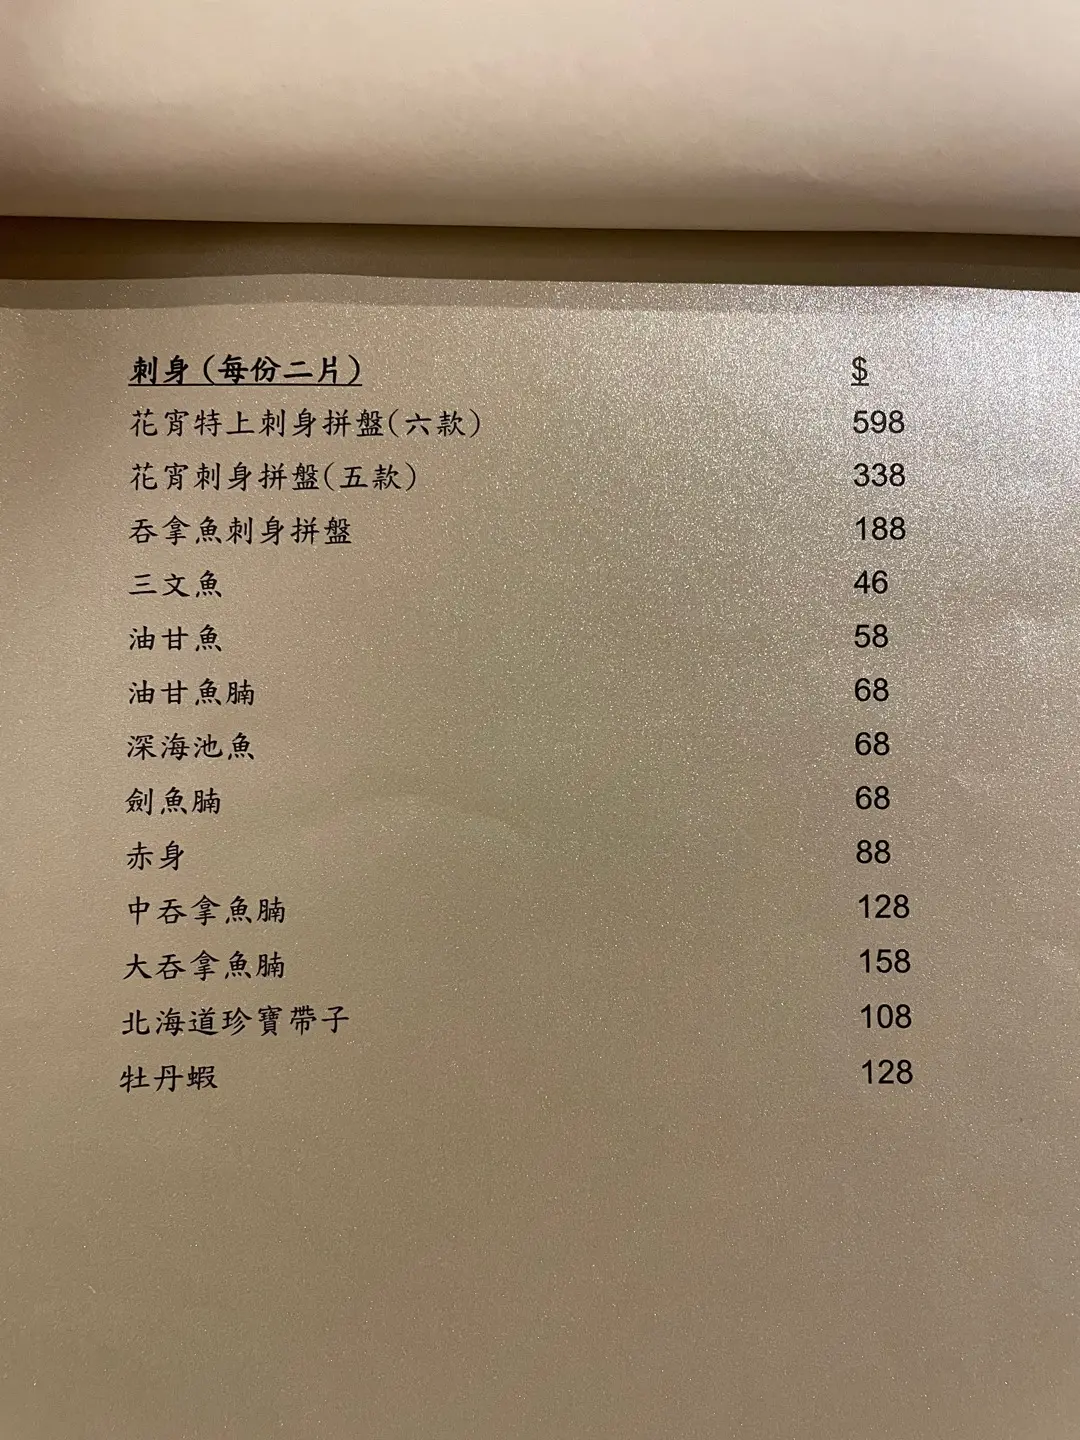 刺身(每份二片) $
花宵特上刺身拼盤(六款) 598
花宵刺身拼盤(五款) 338
吞拿魚刺身拼盤 188
三文魚 46
油甘魚 58
油甘魚腩 68
深海池魚 68
劍魚腩 68
赤身 88
中吞拿魚腩 128
大吞拿魚腩 158
北海道珍寶帶子 108
牡丹蝦 128